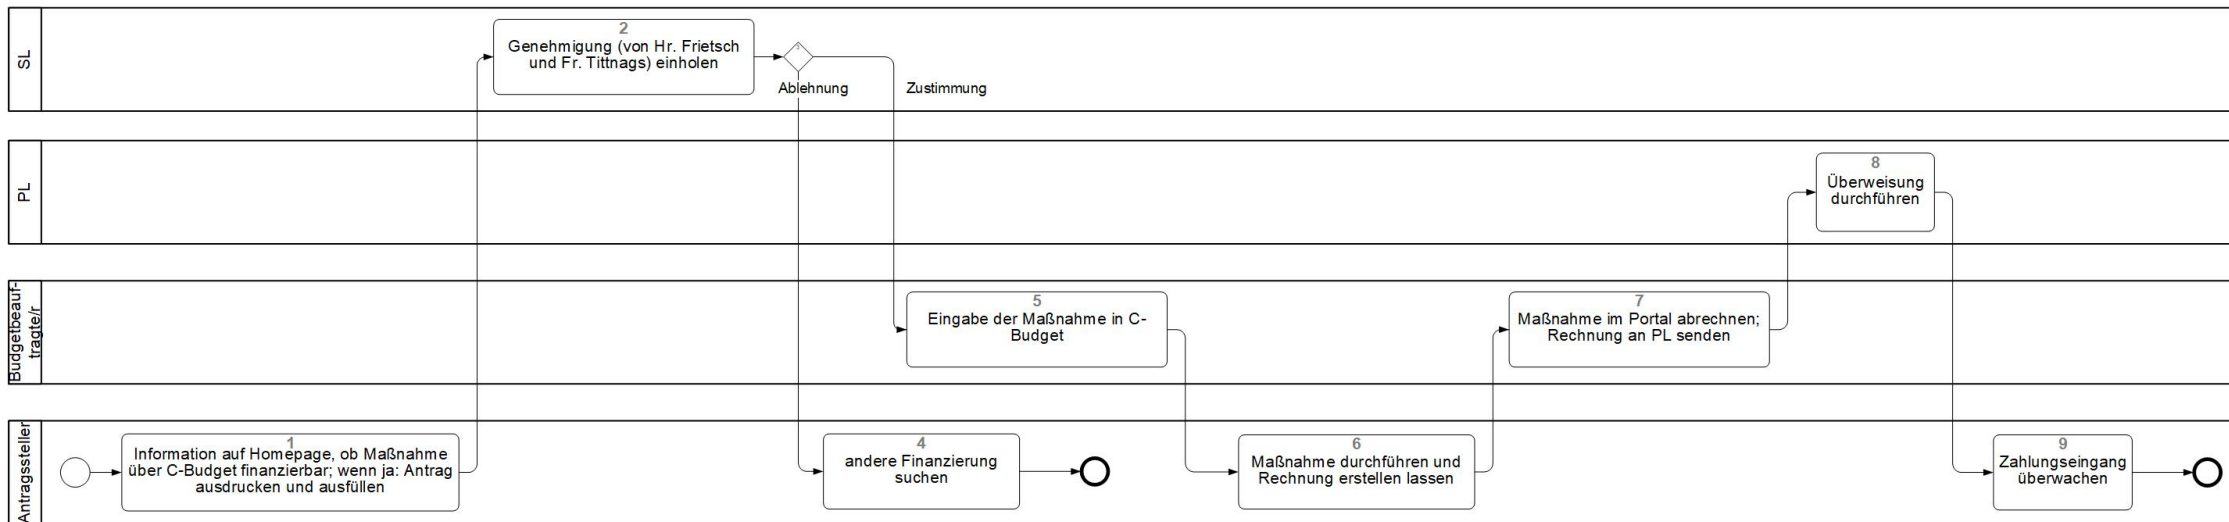 SL
2
Genehmigung (von Hr. Frietsch
und Fr. Tittnags) einholen
3
Ablehnung
Zustimmung
PL
8
Überweisung
durchführen
Budgetbeauf-
tragte/r
5
Eingabe der Maßnahme in C-
Budget
7
Maßnahme im Portal abrechnen;
Rechnung an PL senden
Antragssteller
1
Information auf Homepage, ob Maßnahme
über C-Budget finanzierbar; wenn ja: Antrag
ausdrucken und ausfüllen
4
andere Finanzierung
suchen
6
Maßnahme durchführen und
Rechnung erstellen lassen
9
Zahlungseingang
überwachen